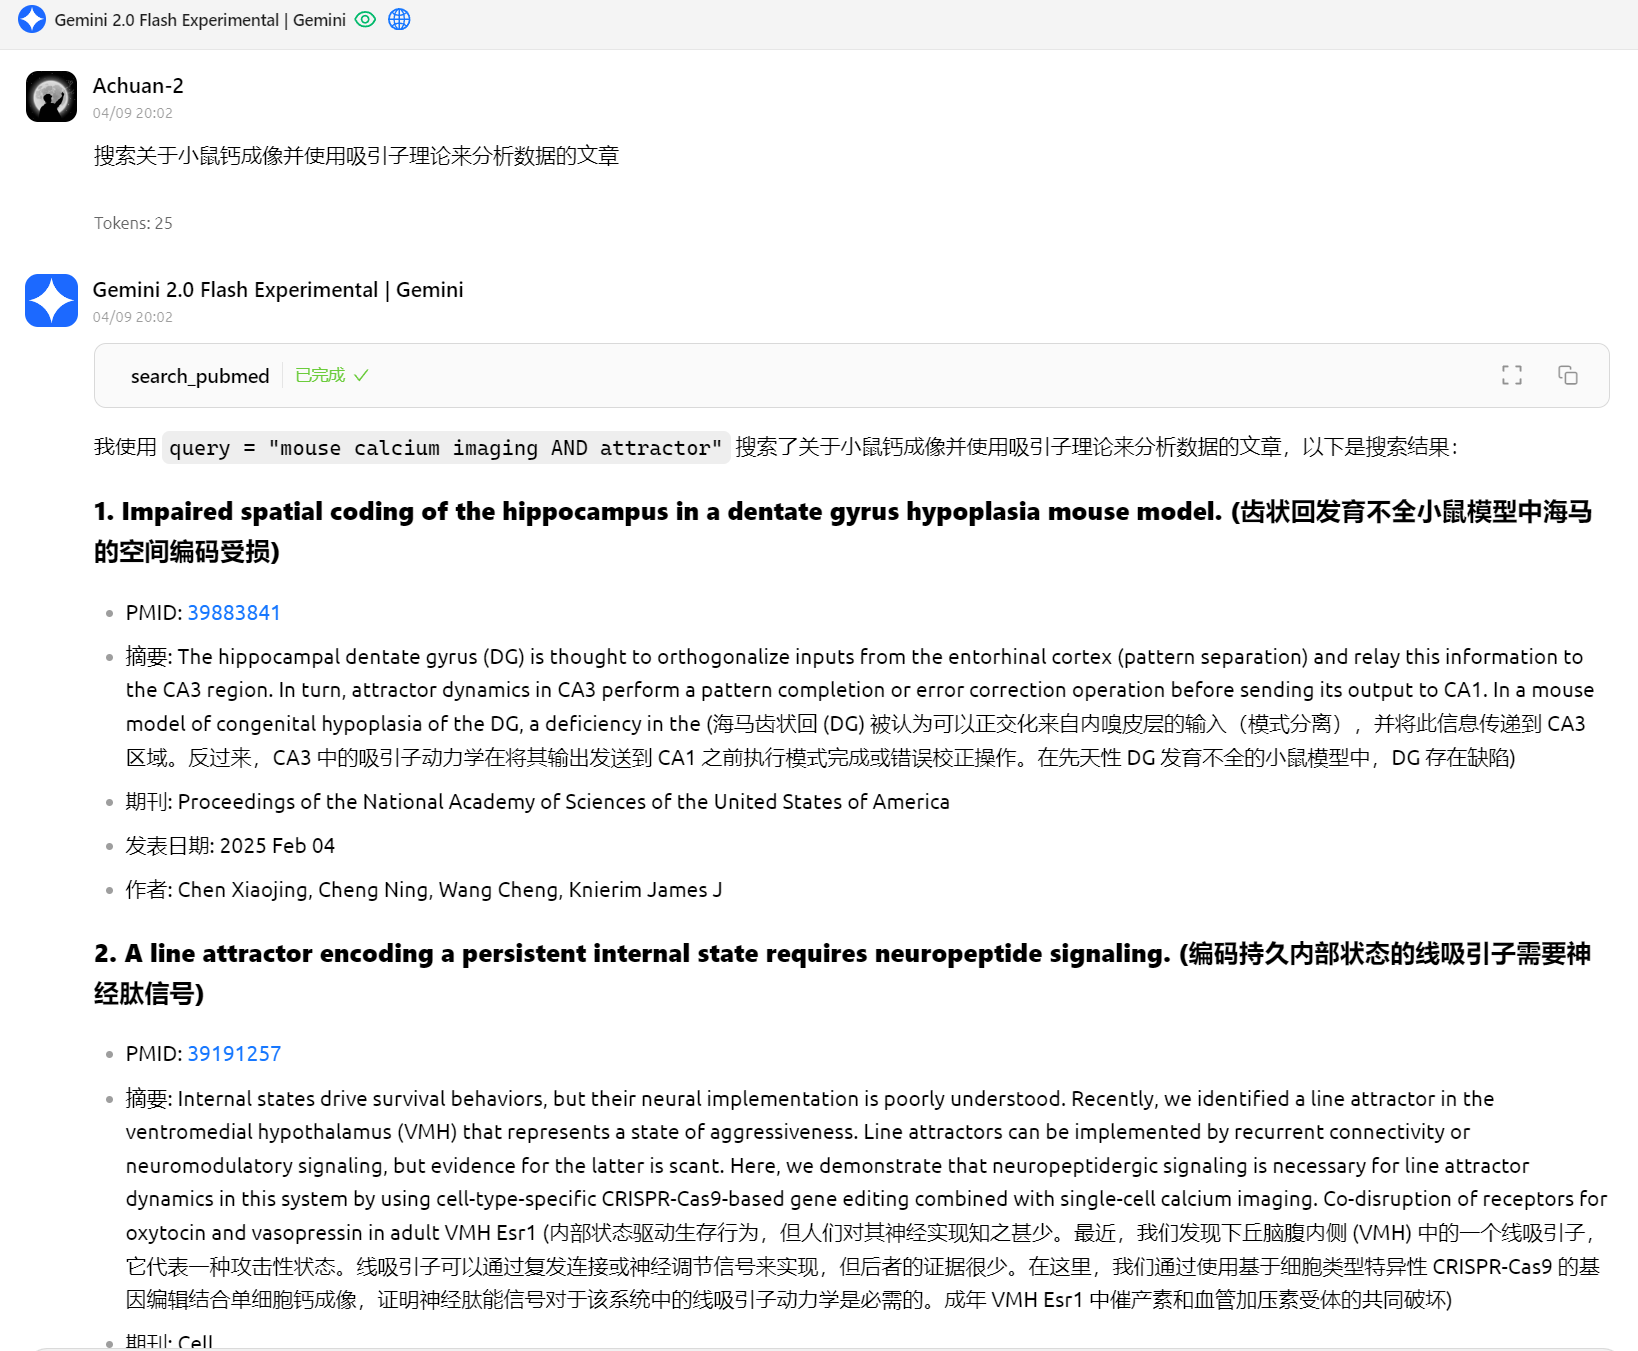 Gemini 2.0 Flash Experimental | Gemini
Achuan-2
04/09 20:02
搜索关于小鼠钙成像并使用吸引子理论来分析数据的文章
Tokens: 25
Gemini 2.0 Flash Experimental | Gemini
04/09 20:02
search_pubmed 已完成
我使用 query = "mouse calcium imaging AND attractor" 搜索了关于小鼠钙成像并使用吸引子理论来分析数据的文章，以下是搜索结果：
1. Impaired spatial coding of the hippocampus in a dentate gyrus hypoplasia mouse model. (齿状回发育不全小鼠模型中海马
的空间编码受损)
PMID: 39883841
摘要: The hippocampal dentate gyrus (DG) is thought to orthogonalize inputs from the entorhinal cortex (pattern separation) and relay this information to
the CA3 region. In turn, attractor dynamics in CA3 perform a pattern completion or error correction operation before sending its output to CA1. In a mouse
model of congenital hypoplasia of the DG, a deficiency in the (海马齿状回 (DG) 被认为可以正交化来自内嗅皮层的输入（模式分离），并将此信息传递到 CA3
区域。反过来，CA3 中的吸引子动力学在将其输出发送到 CA1 之前执行模式完成或错误校正操作。在先天性 DG 发育不全的小鼠模型中，DG 存在缺陷)
期刊: Proceedings of the National Academy of Sciences of the United States of America
发表日期: 2025 Feb 04
作者: Chen Xiaojing, Cheng Ning, Wang Cheng, Knierim James J
2. A line attractor encoding a persistent internal state requires neuropeptide signaling. (编码持久内部状态的线吸引子需要神
经肽信号)
PMID: 39191257
摘要: Internal states drive survival behaviors, but their neural implementation is poorly understood. Recently, we identified a line attractor in the
ventromedial hypothalamus (VMH) that represents a state of aggressiveness. Line attractors can be implemented by recurrent connectivity or
neuromodulatory signaling, but evidence for the latter is scant. Here, we demonstrate that neuropeptidergic signaling is necessary for line attractor
dynamics in this system by using cell-type-specific CRISPR-Cas9-based gene editing combined with single-cell calcium imaging. Co-disruption of receptors for
oxytocin and vasopressin in adult VMH Esr1 (内部状态驱动生存行为，但人们对其神经实现知之甚少。最近，我们发现下丘脑腹内侧 (VMH) 中的一个线吸引子，
它代表一种攻击性状态。线吸引子可以通过复发连接或神经调节信号来实现，但后者的证据很少。在这里，我们通过使用基于细胞类型特异性 CRISPR-Cas9 的基
因编辑结合单细胞钙成像，证明神经肽能信号对于该系统中的线吸引子动力学是必需的。成年 VMH Esr1 中催产素和血管加压素受体的共同破坏)
期刊: Cell